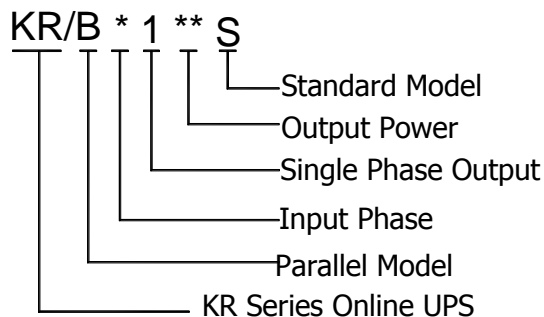 KR/B * 1 ** S
Standard Model
Output Power
Single Phase Output
Input Phase
Parallel Model
KR Series Online UPS